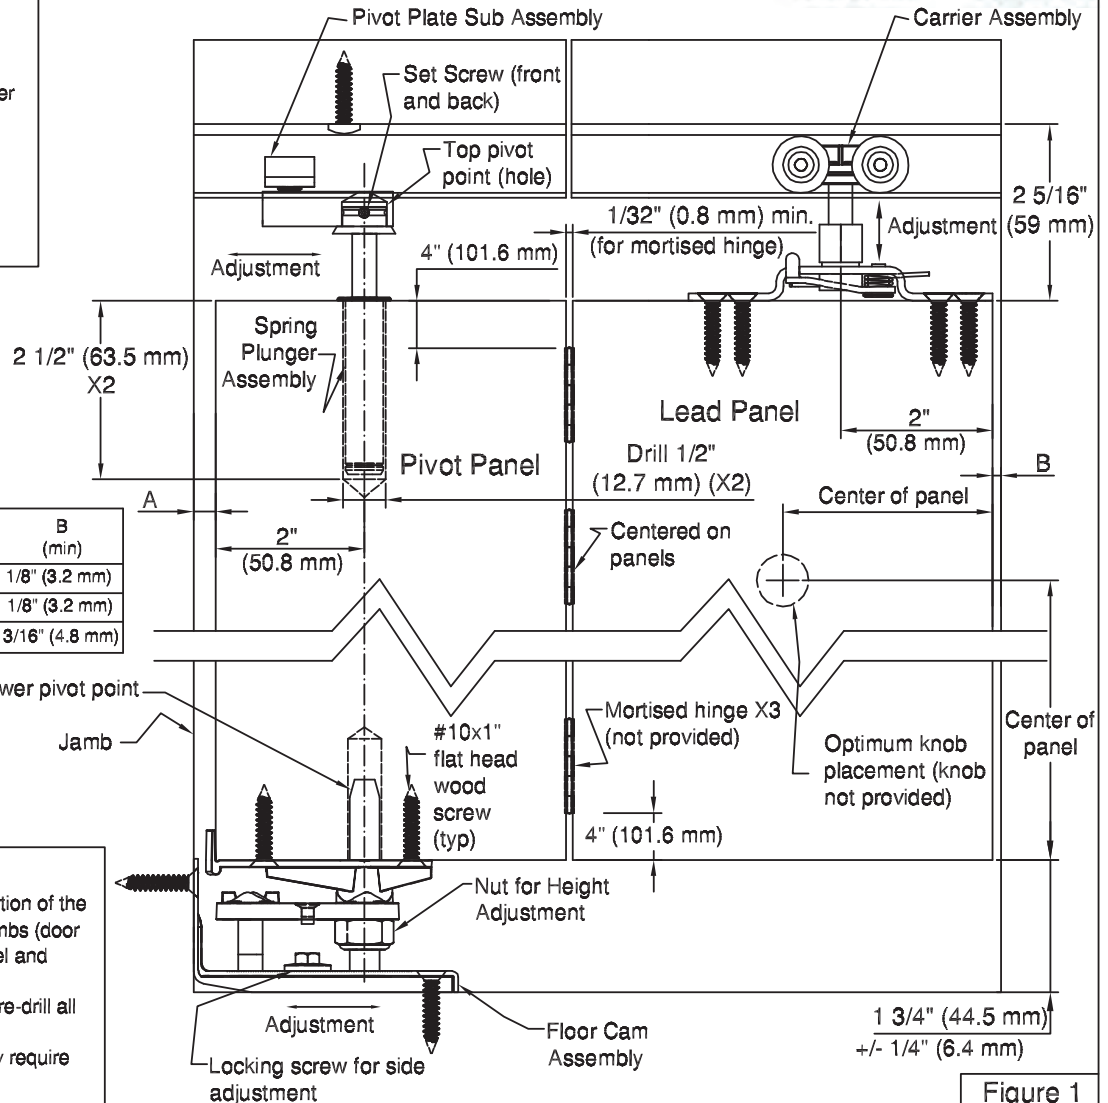 Pivot Plate Sub Assembly
Carrier Assembly
Set Screw (front
and back)
Top pivot
point (hole)
2 5/16"
(59 mm)
1/32" (0.8 mm) min.
(for mortised hinge)
Adjustment
4" (101.6 mm)
Adjustment
Spring
Plunger
Assembly
2 1/2" (63.5 mm)
X2
Lead Panel
2"
(50.8 mm)
Pivot Panel
Drill 1/2"
(12.7 mm) (X2)
B
A
Center of panel
2"
(50.8 mm)
Centered on
panels
B
(min)
1/8" (3.2 mm)
1/8" (3.2 mm)
3/16" (4.8 mm)
pivot point
Jamb
#10x1"
flat head
wood
screw
(typ)
Mortised hinge X3
(not provided)
Optimum knob
placement (knob
not provided)
Center of
panel
4" (101.6 mm)
Nut for Height
Adjustment
of the
(door
and
all
require
Adjustment
Floor Cam
Assembly
Locking screw for side
adjustment
1 3/4" (44.5 mm)
+/- 1/4" (6.4 mm)
Figure 1